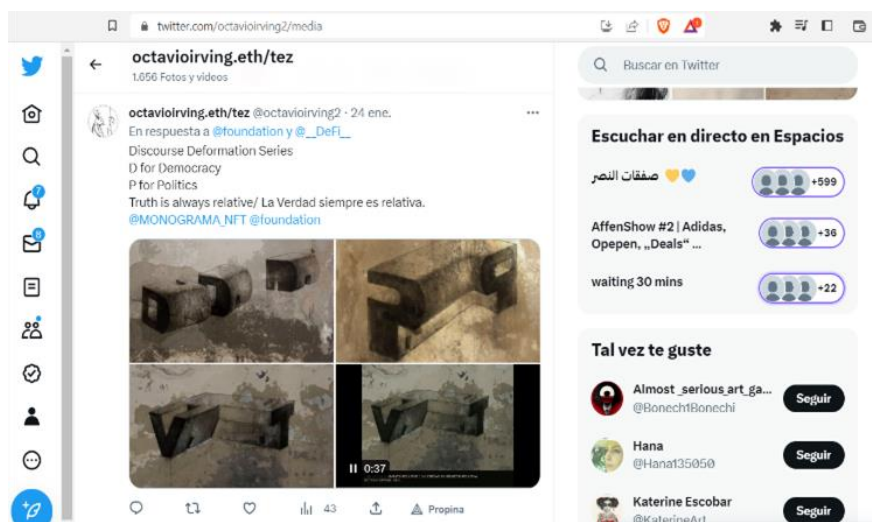 twitter.com/octavioirving2/media
octavioirving.eth/tez
1.656 Fotos y videos
octavioirving.eth/tez @octavioirving2 · 24 ene.
En respuesta a @foundation y @__DeFi__
Discourse Deformation Series
D for Democracy
P for Politics
Truth is always relative/ La Verdad siempre es relativa.
@MONOGRAMA_NFT @foundation
0:37
43
Propina
7
8
Buscar en Twitter
Escuchar en directo en Espacios
صفقات النصر 💛💙
+599
AffenShow #2 | Adidas,
Opepen, „Deals“ ...
+36
waiting 30 mins
+22
Tal vez te guste
Almost_serious_art_ga...
@Bonech1Bonechi
Seguir
Hana
@Hana135050
Seguir
Katerine Escobar
@KaterineArt
Seguir